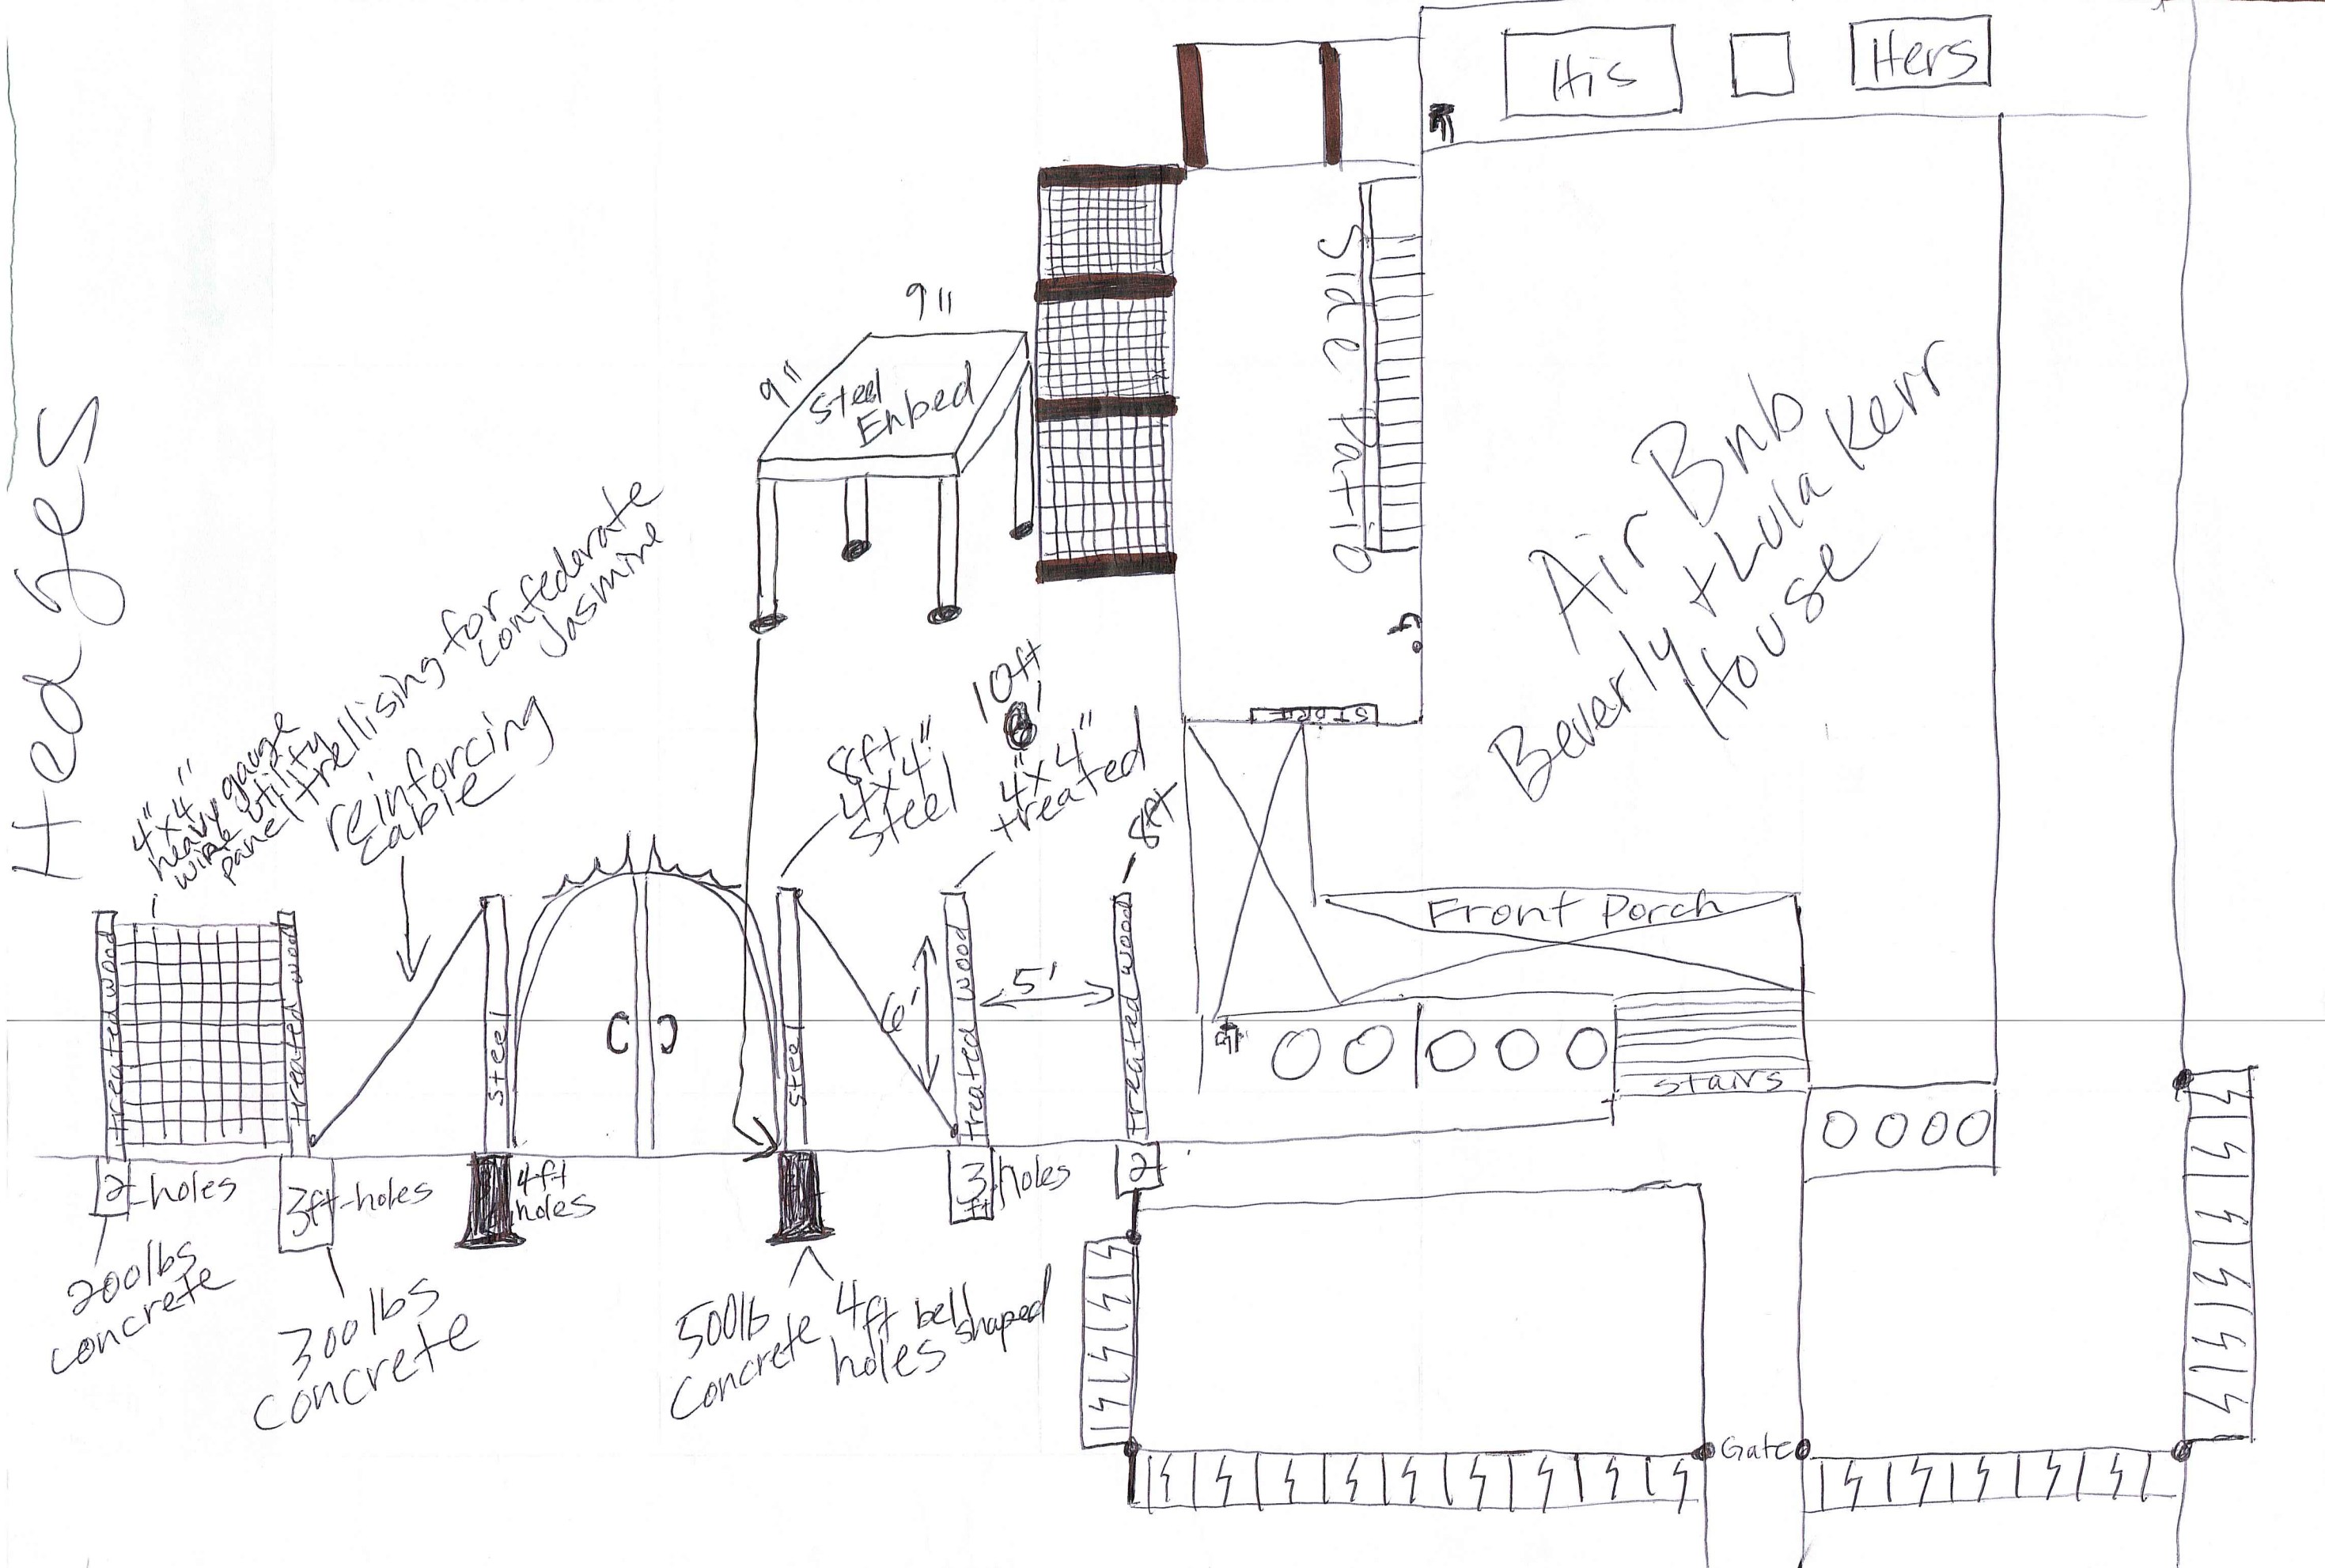 His
Hers
9"
9"
Steel
Enbed
Side Patio
Air Bnb
Beverly + Lula Kerr
House
Hedges
4"x4"
heavy gauge
wire utility
panel trellising for
confederate
Jasmine
reinforcing
cable
8ft
4x4"
steel
10ft
4"x4"
treated
8ft
STORE
Front Porch
treated wood
treated wood
steel
steel
6'
treated wood
5'
treated wood
stairs
2-holes
3ft-holes
4ft
holes
3
ft
holes
2
200lbs
concrete
300lbs
concrete
500lb
concrete
4ft bell
shaped
holes
Gate